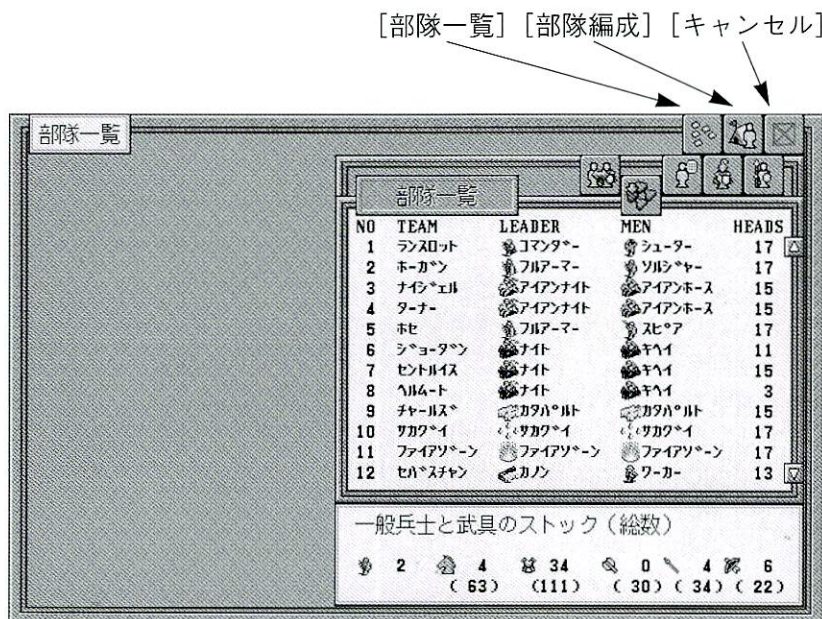 [部隊一覧] [部隊編成] [キャンセル]
部隊一覧
部隊一覧
NO TEAM LEADER MEN HEADS
1 ランスロット コマンダー シューター 17
2 ホーガン フルアーマー ソルジャー 17
3 ナイジェル アイアンナイト アイアンホース 15
4 ターナー アイアンナイト アイアンホース 15
5 ホセ フルアーマー スピア 17
6 ジョーダン ナイト キヘイ 11
7 セントルイス ナイト キヘイ 15
8 ヘルムート ナイト キヘイ 3
9 チャールズ カタパルト カタパルト 15
10 サカグイ サカグイ サカグイ 17
11 ファイアゾーン ファイアゾーン ファイアゾーン 17
12 セバスチャン カノン ワーカー 13
一般兵士と武具のストック（総数）
2 4 34 0 4 6
( 63) (111) ( 30) ( 34) ( 22)